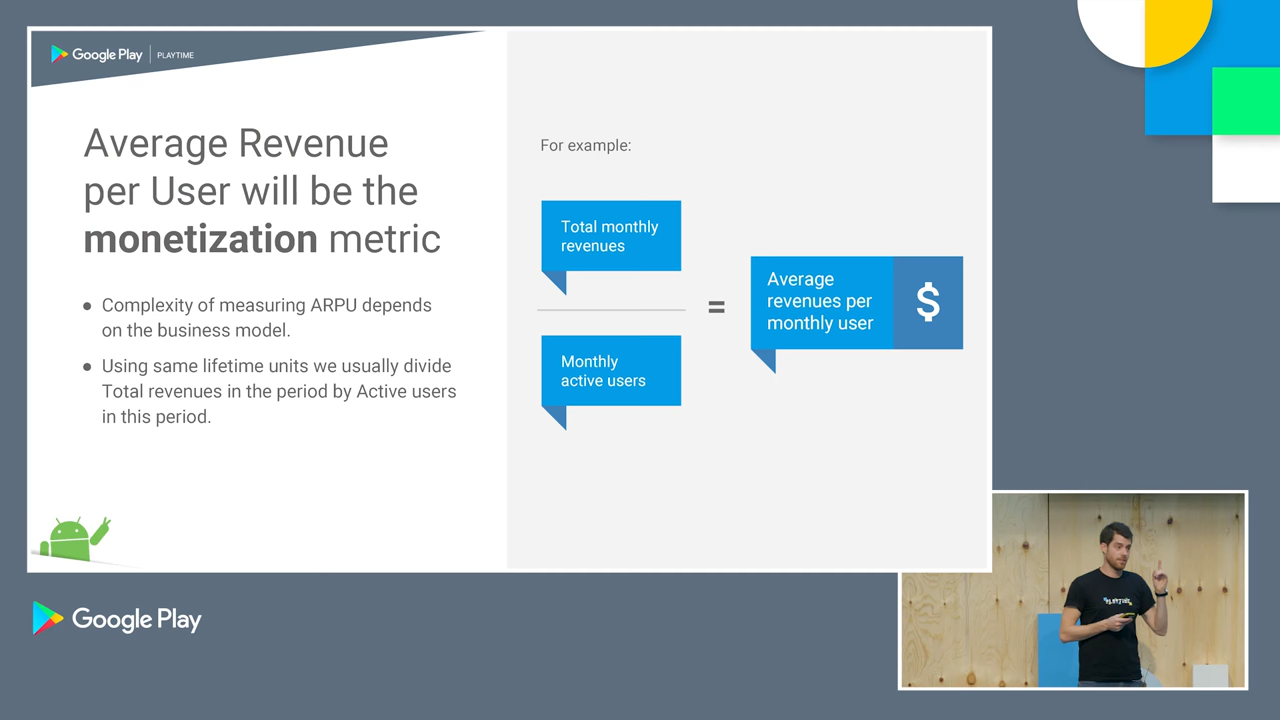 Google Play | PLAYTIME
Average Revenue
per User will be the
monetization metric
● Complexity of measuring ARPU depends
on the business model.
● Using same lifetime units we usually divide
Total revenues in the period by Active users
in this period.
For example:
Total monthly
revenues
Monthly
active users
=
Average
revenues per
monthly user
$
Google Play
PLAYTIME